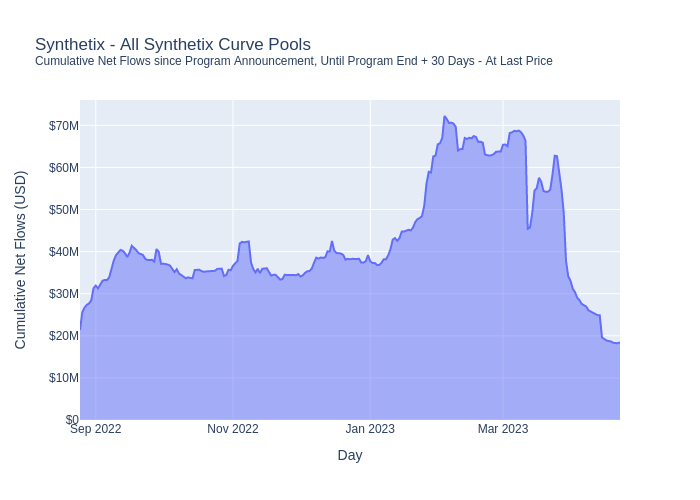 Synthetix - All Synthetix Curve Pools
Cumulative Net Flows since Program Announcement, Until Program End + 30 Days - At Last Price
Cumulative Net Flows (USD)
$70M
$60M
$50M
$40M
$30M
$20M
$10M
$0
Sep 2022
Nov 2022
Jan 2023
Mar 2023
Day